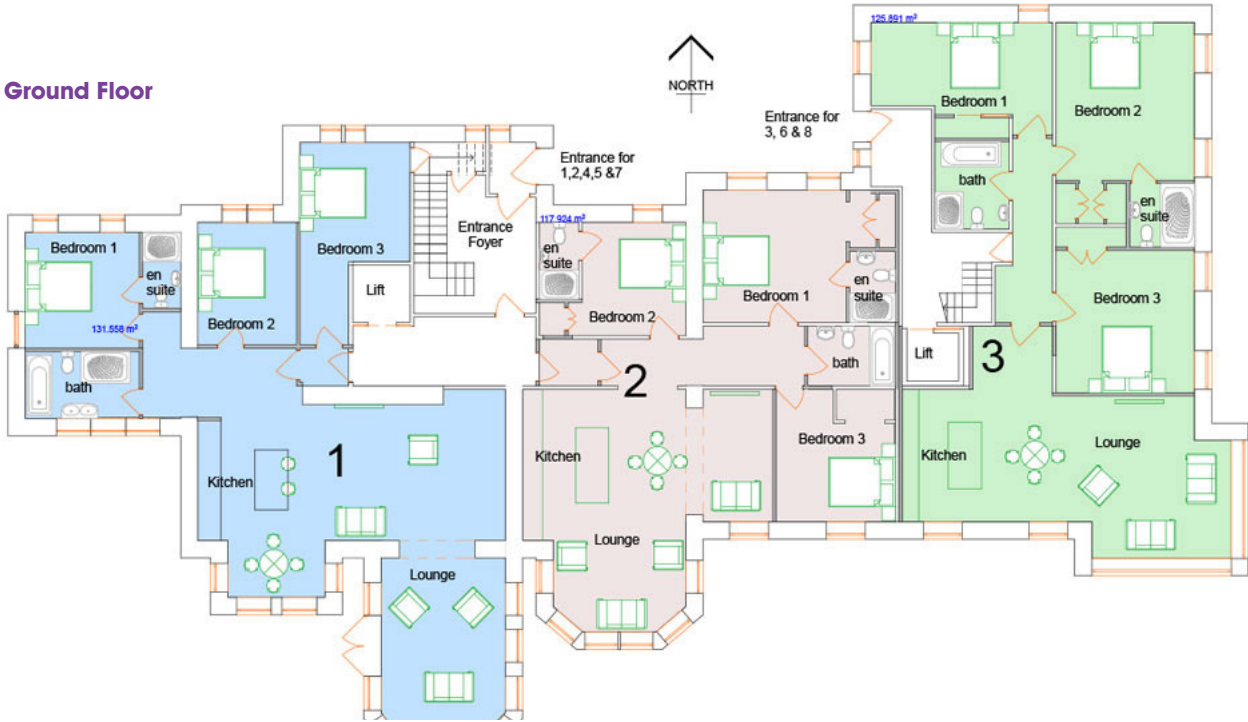 Ground Floor
NORTH
Entrance for
3, 6 & 8
Entrance for
1,2,4,5 &7
125.891 m²
Bedroom 1
Bedroom 2
bath
en
suite
Bedroom 3
Lift
3
Kitchen
Lounge
117.924 m²
en
suite
Bedroom 2
Bedroom 1
en
suite
bath
2
Kitchen
Bedroom 3
Lounge
Entrance
Foyer
Lift
Bedroom 1
en
suite
131.558 m²
Bedroom 2
Bedroom 3
bath
1
Kitchen
Lounge